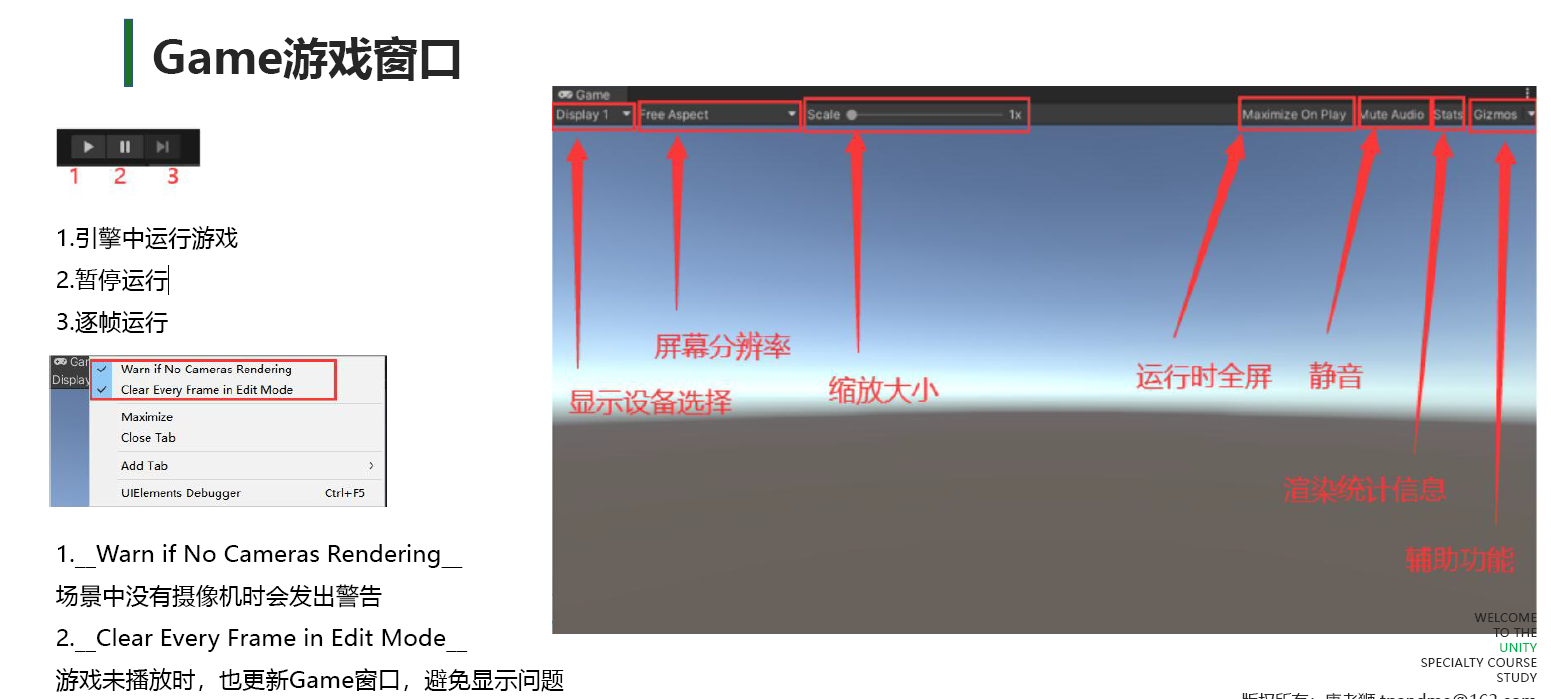 Game游戏窗口
1 2 3
1.引擎中运行游戏
2.暂停运行
3.逐帧运行
Gam
Display
Warn if No Cameras Rendering
Clear Every Frame in Edit Mode
Maximize
Close Tab
Add Tab
UIElements Debugger Ctrl+F5
1.__Warn if No Cameras Rendering__
场景中没有摄像机时会发出警告
2.__Clear Every Frame in Edit Mode__
游戏未播放时，也更新Game窗口，避免显示问题
Game
Display 1 Free Aspect Scale 1x Maximize On Play Mute Audio Stats Gizmos
屏幕分辨率
显示设备选择
缩放大小
运行时全屏
静音
渲染统计信息
辅助功能
WELCOME
TO THE
UNITY
SPECIALTY COURSE
STUDY